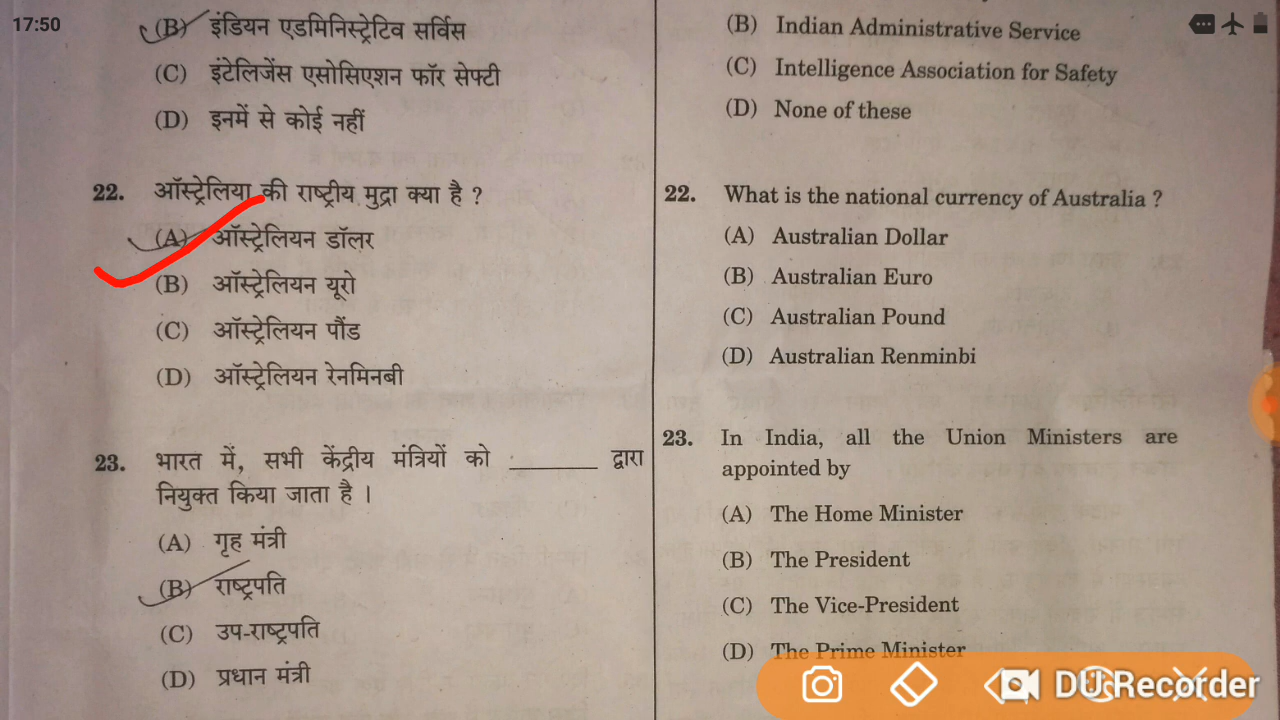 17:50
(B) इंडियन एडमिनिस्ट्रेटिव सर्विस
(C) इंटेलिजेंस एसोसिएशन फॉर सेफ्टी
(D) इनमें से कोई नहीं
22. ऑस्ट्रेलिया की राष्ट्रीय मुद्रा क्या है ?
(A) ऑस्ट्रेलियन डॉलर
(B) ऑस्ट्रेलियन यूरो
(C) ऑस्ट्रेलियन पौंड
(D) ऑस्ट्रेलियन रेनमिनबी
23. भारत में, सभी केंद्रीय मंत्रियों को ________ द्वारा
नियुक्त किया जाता है ।
(A) गृह मंत्री
(B) राष्ट्रपति
(C) उप-राष्ट्रपति
(D) प्रधान मंत्री
(B) Indian Administrative Service
(C) Intelligence Association for Safety
(D) None of these
22. What is the national currency of Australia ?
(A) Australian Dollar
(B) Australian Euro
(C) Australian Pound
(D) Australian Renminbi
23. In India, all the Union Ministers are
appointed by
(A) The Home Minister
(B) The President
(C) The Vice-President
(D) The Prime Minister
DU Recorder